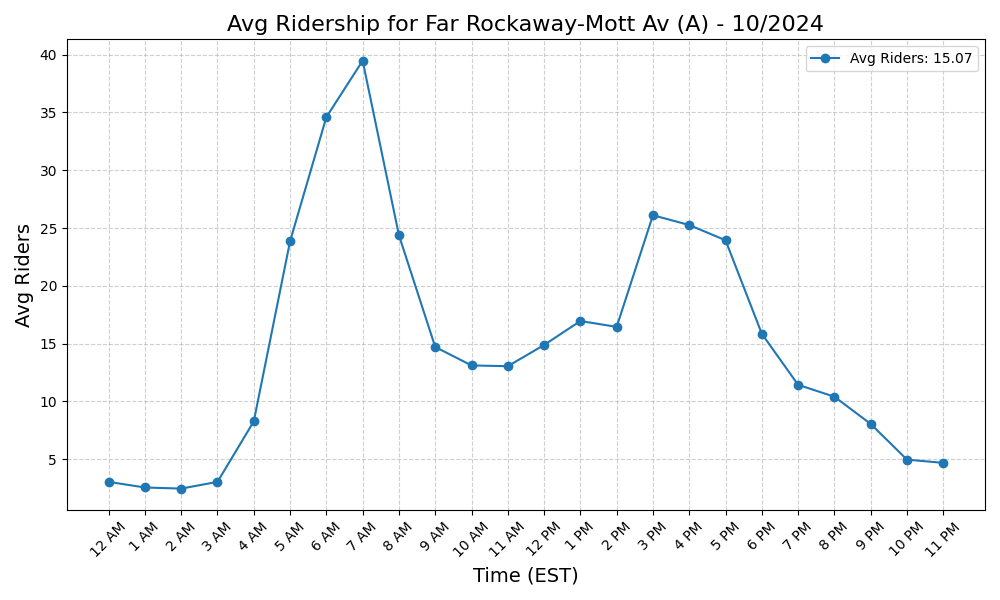 Avg Ridership for Far Rockaway-Mott Av (A) - 10/2024
Avg Riders: 15.07
Avg Riders
40
35
30
25
20
15
10
5
12 AM
1 AM
2 AM
3 AM
4 AM
5 AM
6 AM
7 AM
8 AM
9 AM
10 AM
11 AM
12 PM
1 PM
2 PM
3 PM
4 PM
5 PM
6 PM
7 PM
8 PM
9 PM
10 PM
11 PM
Time (EST)